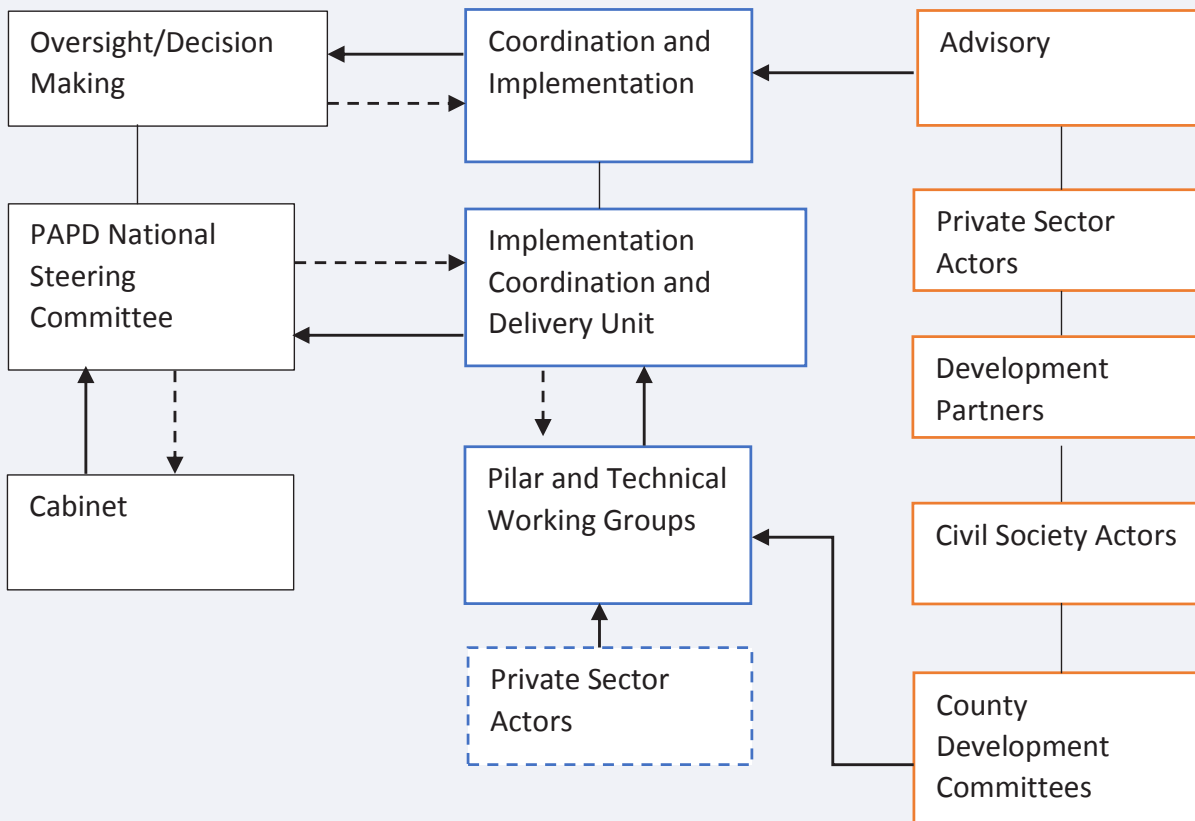 Oversight/Decision
Making
Coordination and
Implementation
Advisory
PAPD National
Steering
Committee
Implementation
Coordination and
Delivery Unit
Private Sector
Actors
Development
Partners
Cabinet
Pilar and Technical
Working Groups
Civil Society Actors
Private Sector
Actors
County
Development
Committees